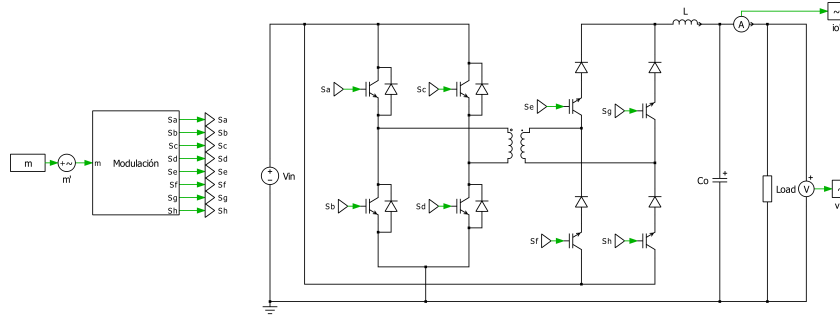 m
m'
m
Modulación
Sa
Sb
Sc
Sd
Se
Sf
Sg
Sh
Sa
Sb
Sc
Sd
Se
Sf
Sg
Sh
Vin
Sa
Sc
Sb
Sd
Se
Sg
Sf
Sh
L
A
io
Co
Load
V
v